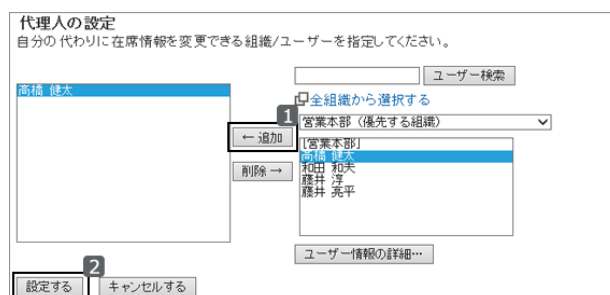 代理人の設定
自分の代わりに在席情報を変更できる組織/ユーザーを指定してください。
ユーザー検索
高橋 健太
全組織から選択する
1
営業本部（優先する組織）
← 追加
[営業本部]
高橋 健太
和田 和夫
削除 →
藤井 淳
藤井 亮平
ユーザー情報の詳細…
2
設定する
キャンセルする